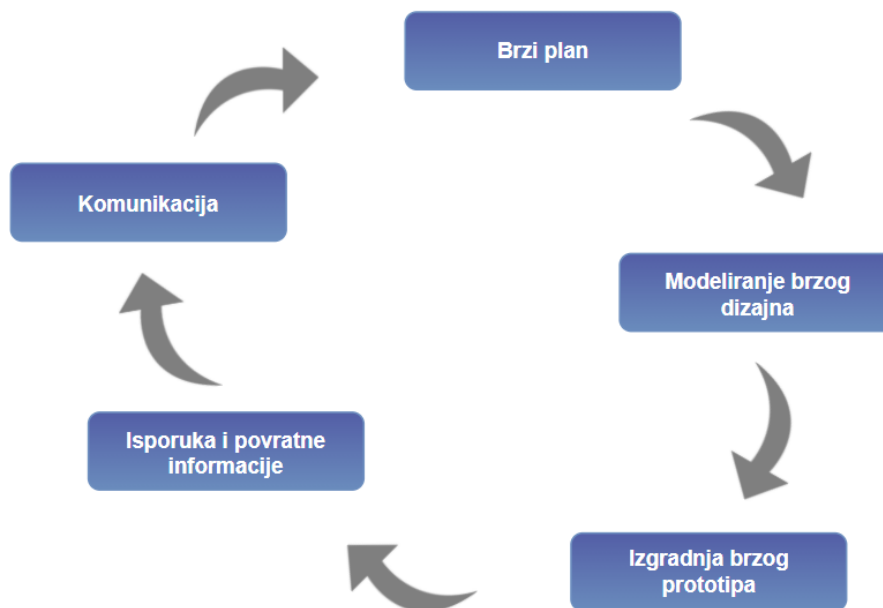 Brzi plan
Komunikacija
Modeliranje brzog
dizajna
Isporuka i povratne
informacije
Izgradnja brzog
prototipa